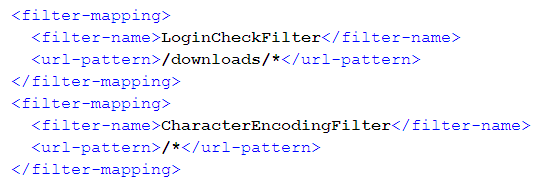 <filter-mapping>
  <filter-name>LoginCheckFilter</filter-name>
  <url-pattern>/downloads/*</url-pattern>
</filter-mapping>
<filter-mapping>
  <filter-name>CharacterEncodingFilter</filter-name>
  <url-pattern>/*</url-pattern>
</filter-mapping>